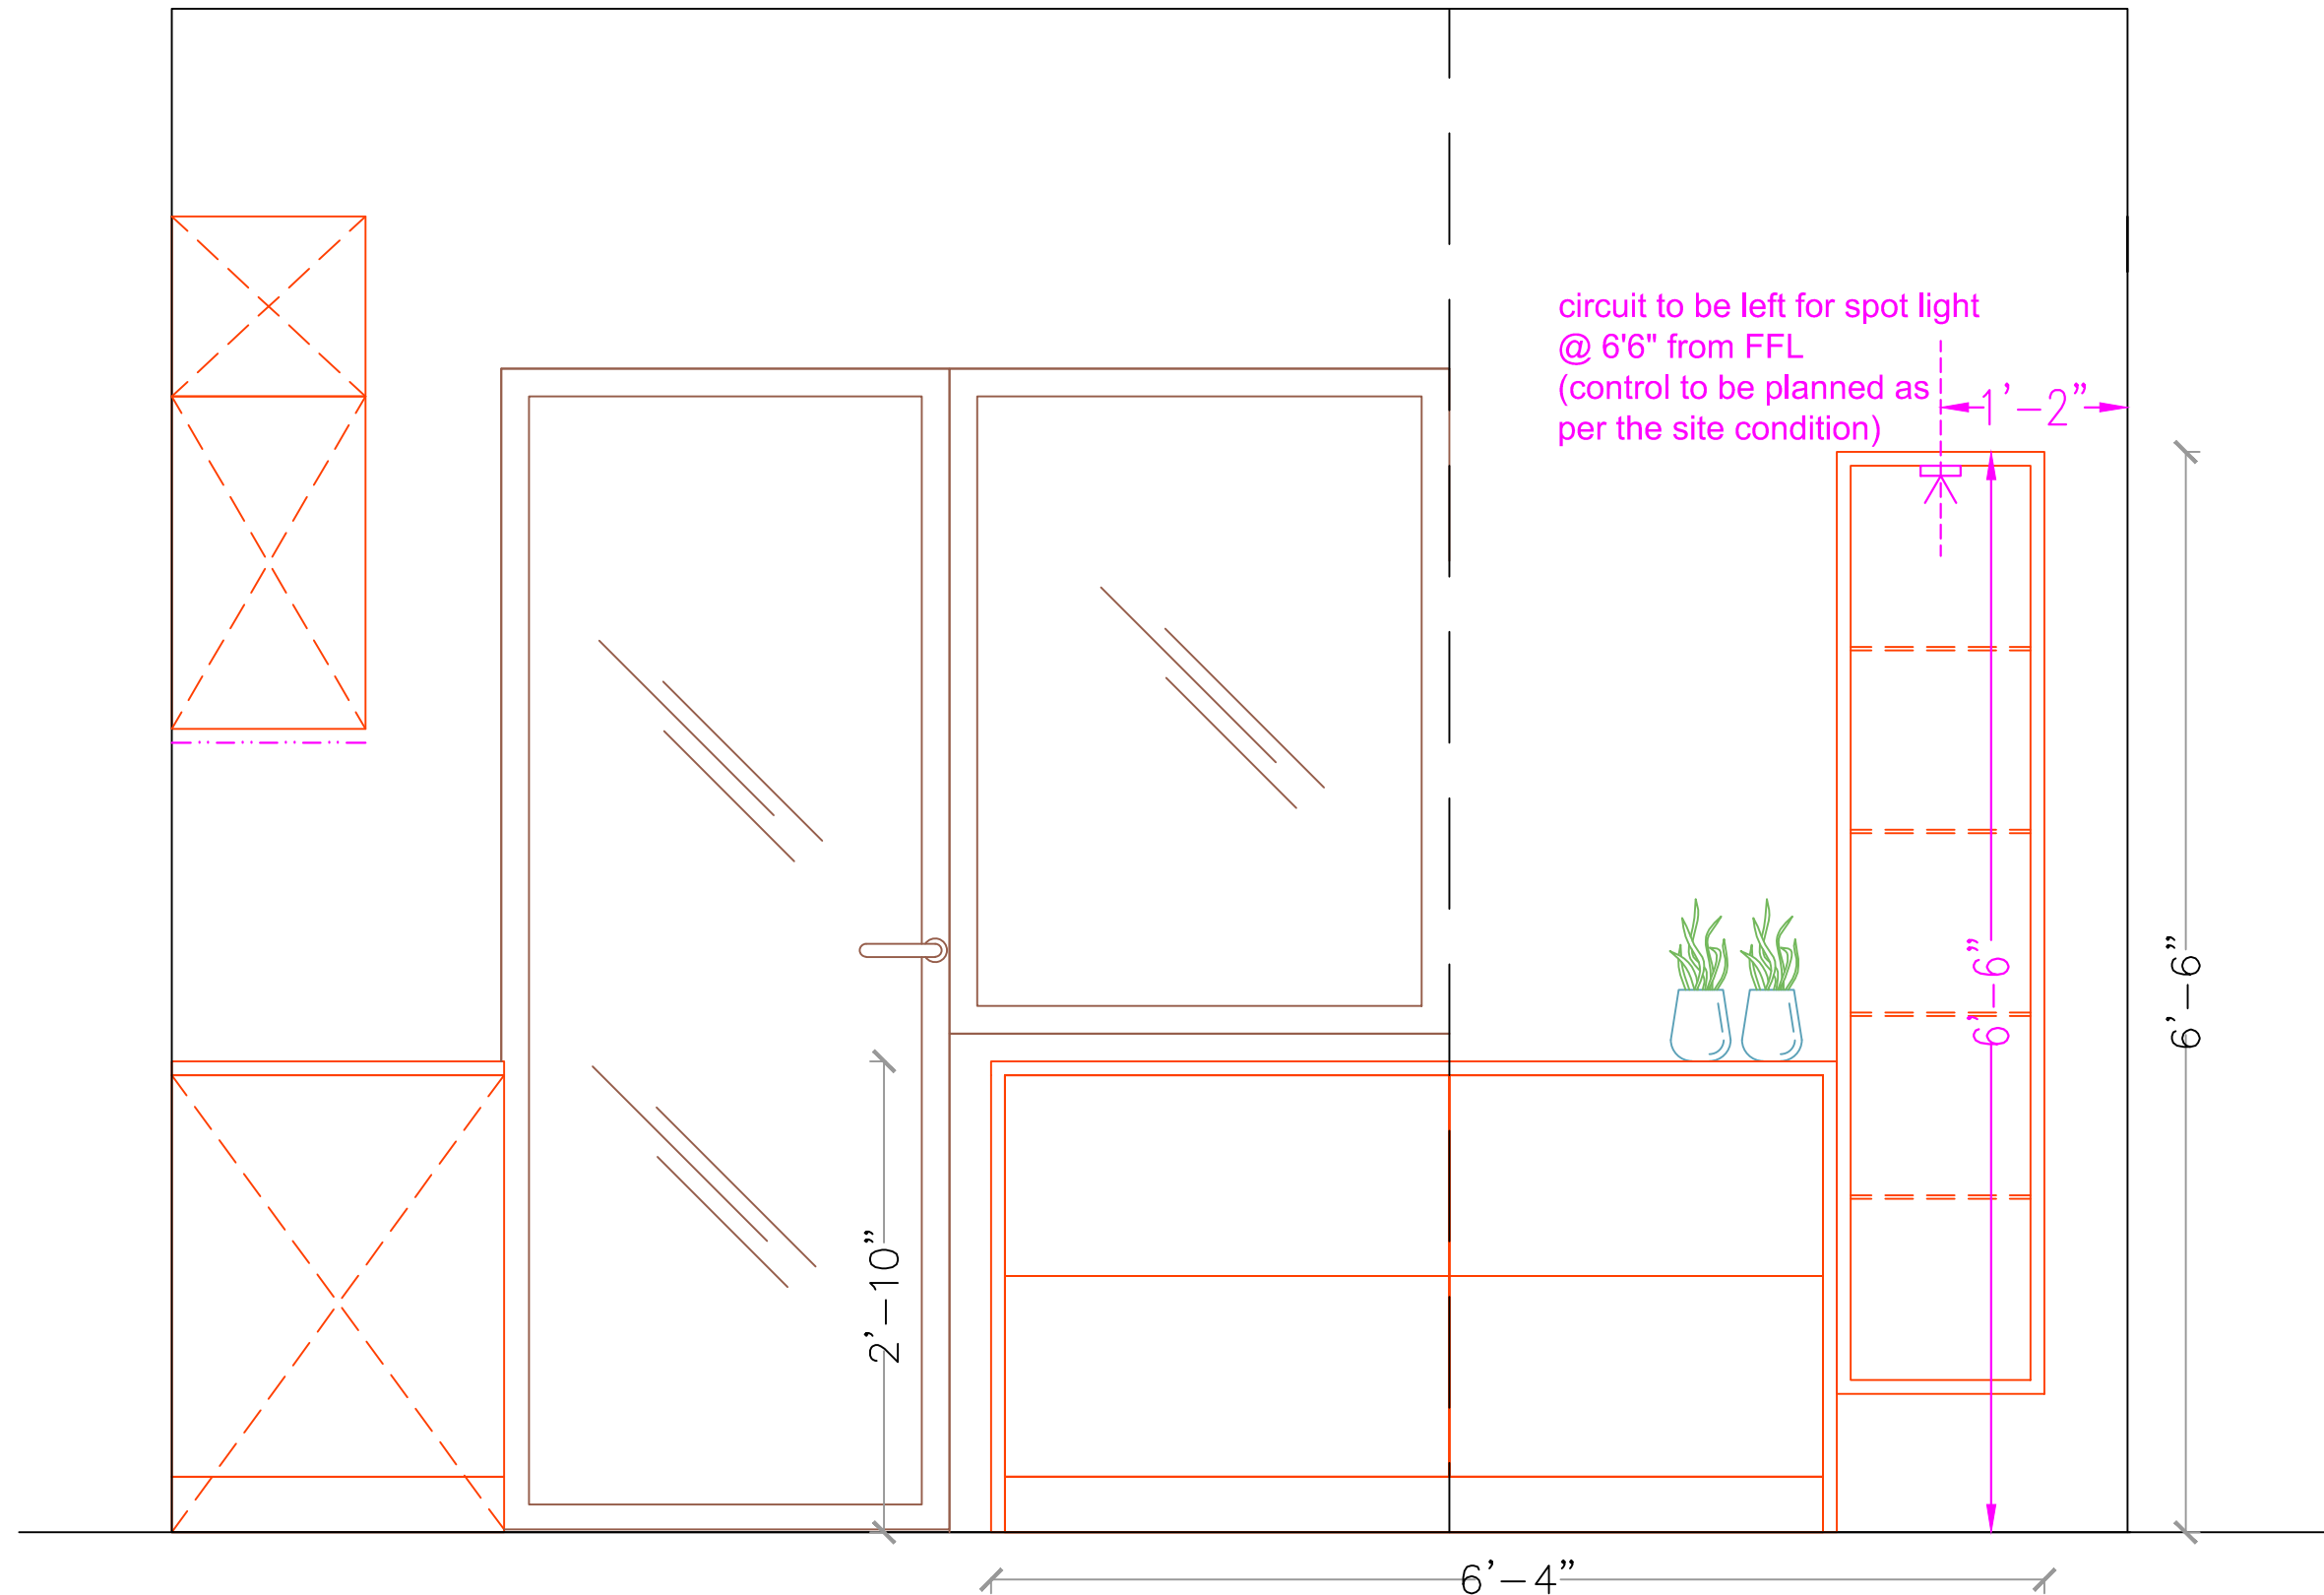 circuit to be left for spot light
@ 6'6" from FFL
(control to be planned as
per the site condition)
1'-2"
6'-6"
6'-6"
2'-10"
6'-4"